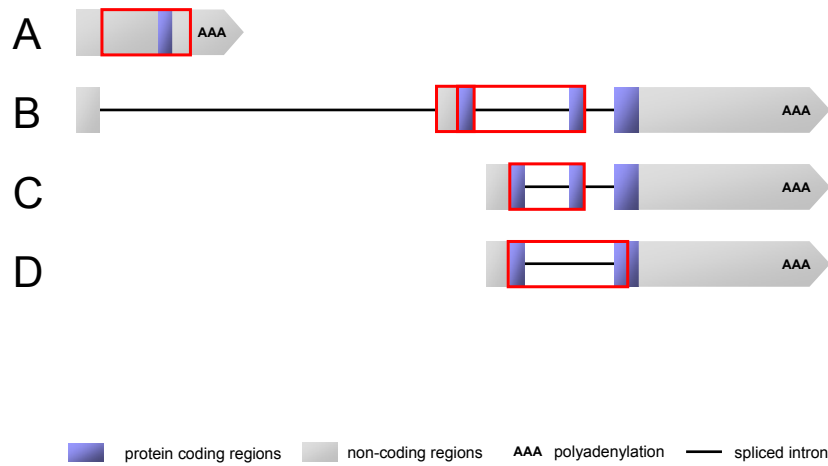 A AAA
B AAA
C AAA
D AAA
protein coding regions non-coding regions AAA polyadenylation spliced intron